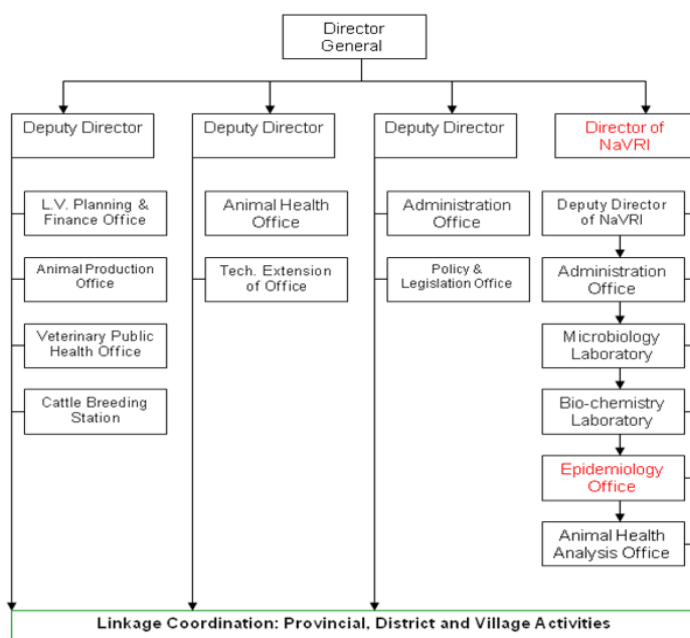 Director
General
Deputy Director
Deputy Director
Deputy Director
Director of
NaVRI
L.V. Planning &
Finance Office
Animal Production
Office
Veterinary Public
Health Office
Cattle Breeding
Station
Animal Health
Office
Tech. Extension
of Office
Administration
Office
Policy &
Legislation Office
Deputy Director
of NaVRI
Administration
Office
Microbiology
Laboratory
Bio-chemistry
Laboratory
Epidemiology
Office
Animal Health
Analysis Office
Linkage Coordination: Provincial, District and Village Activities